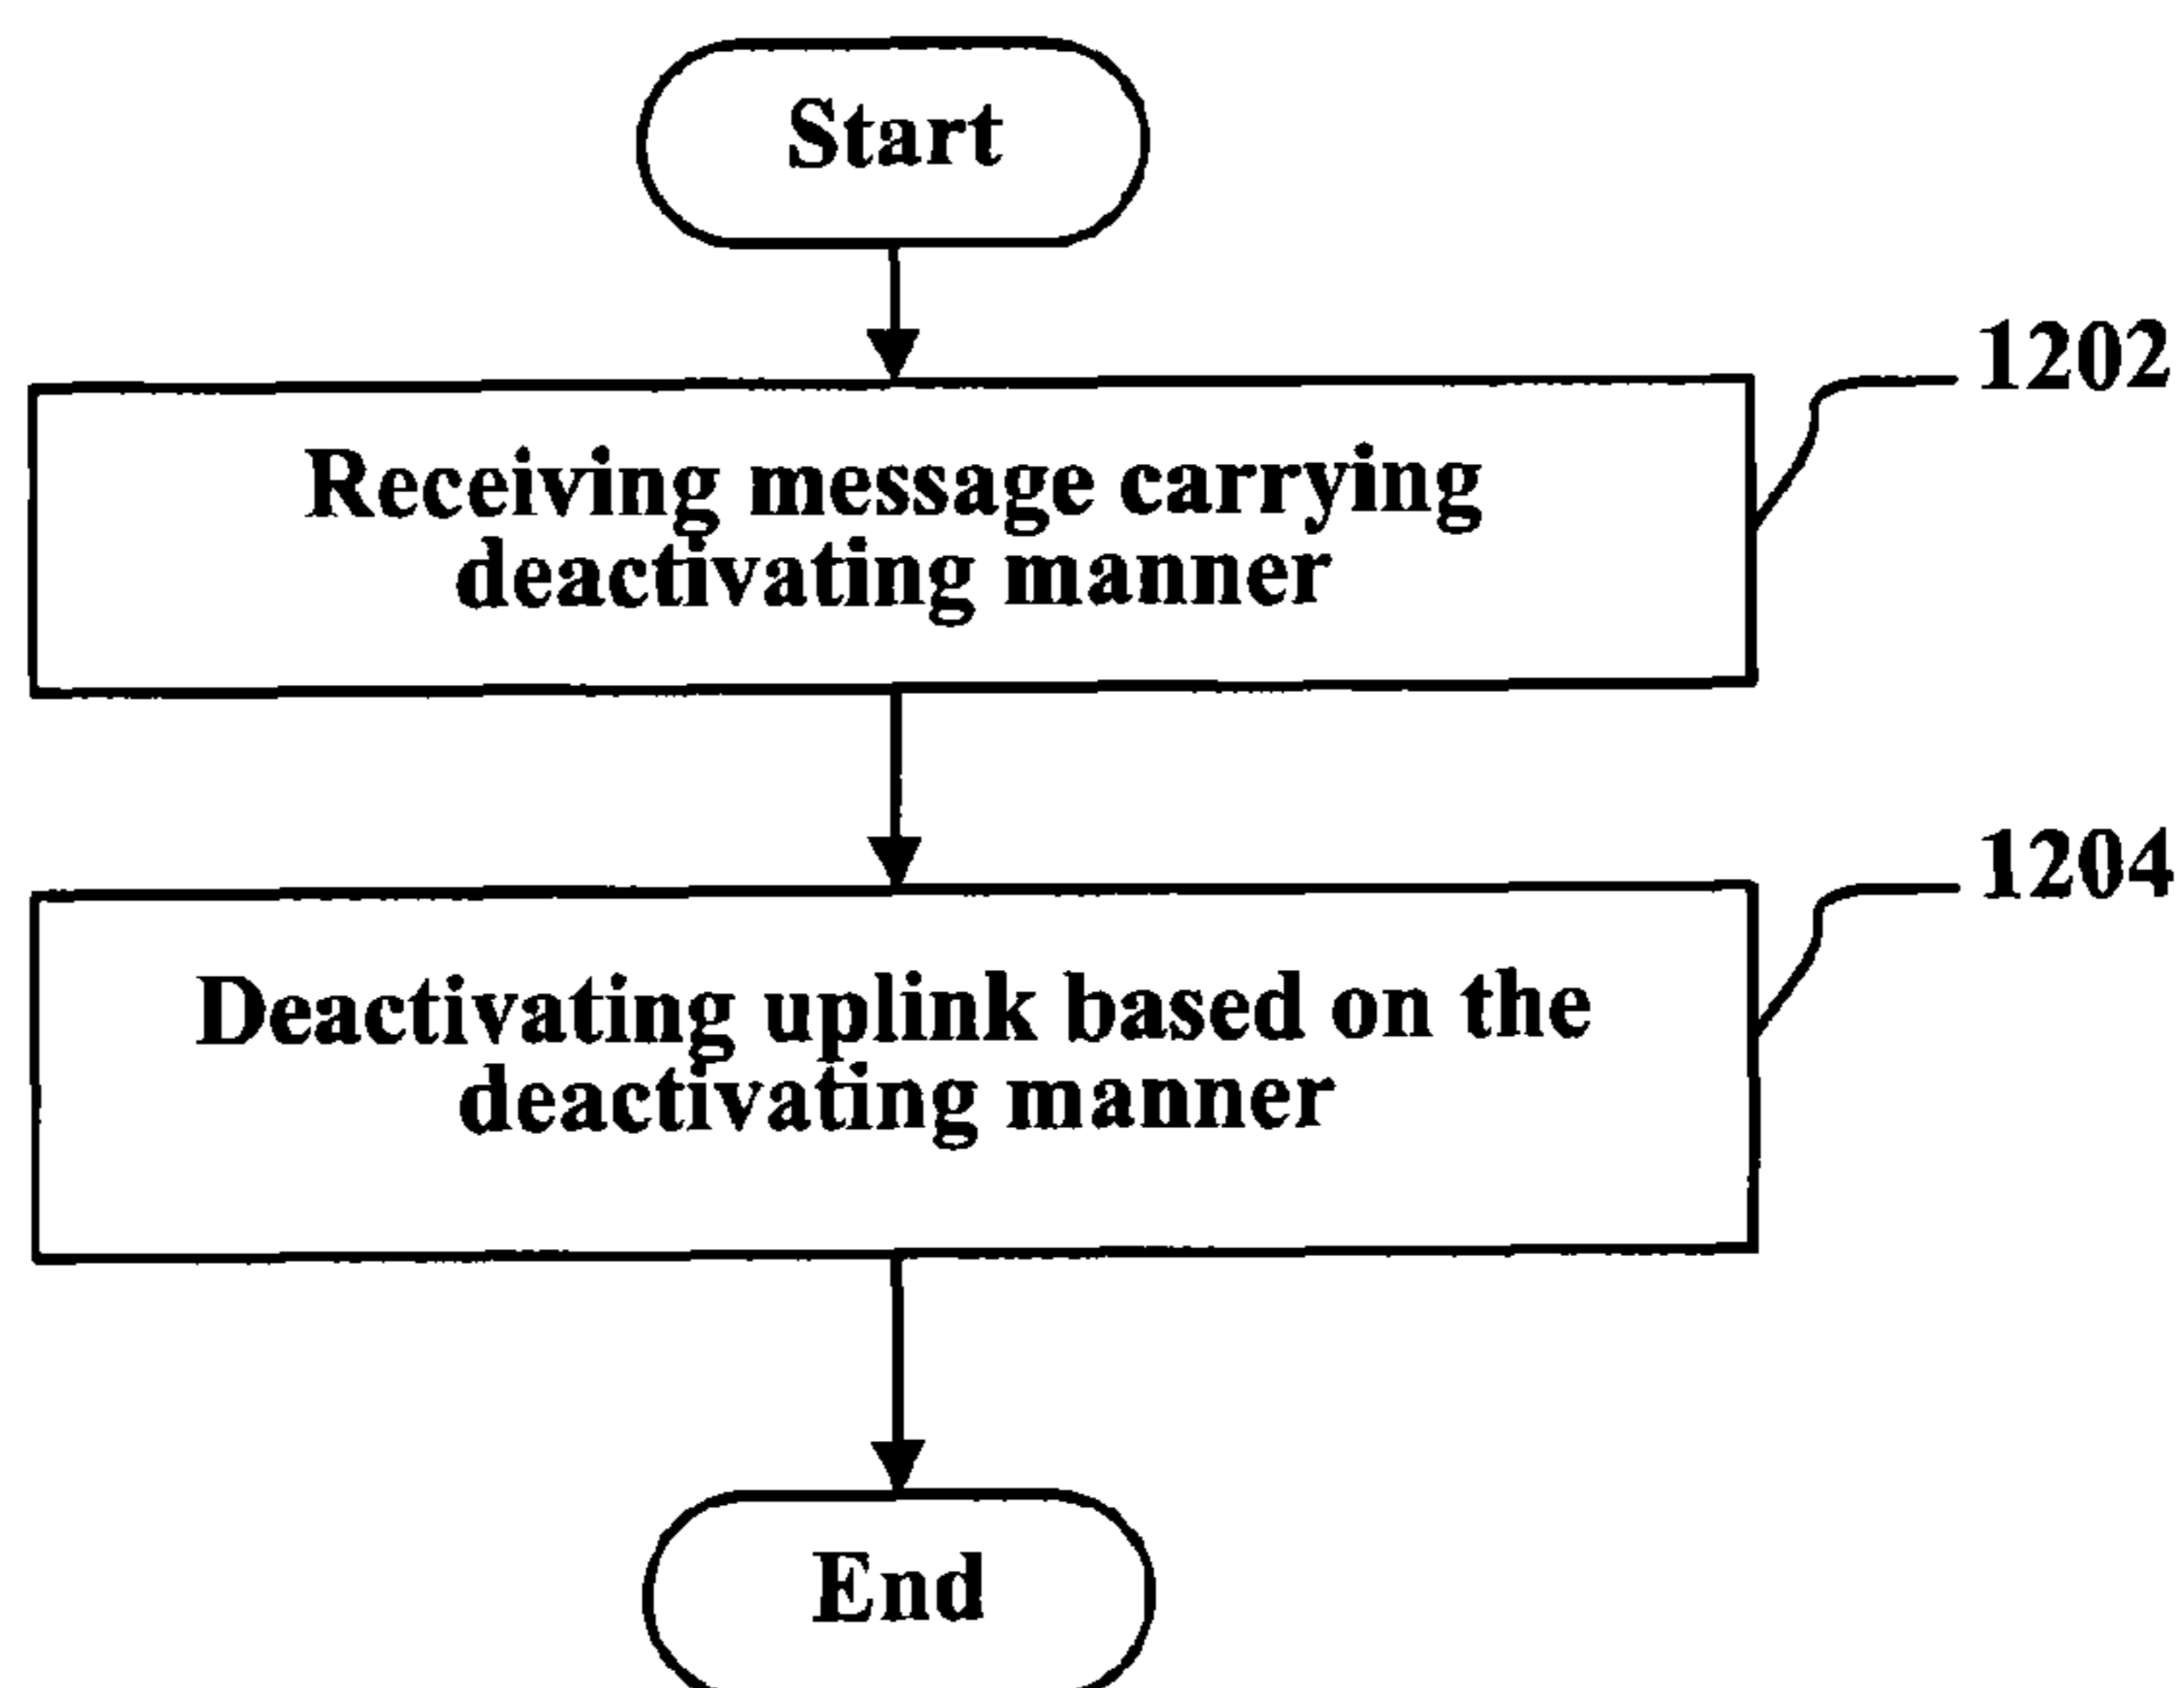 Start
1202
Receiving message carrying
deactivating manner
1204
Deactivating uplink based on the
deactivating manner
End